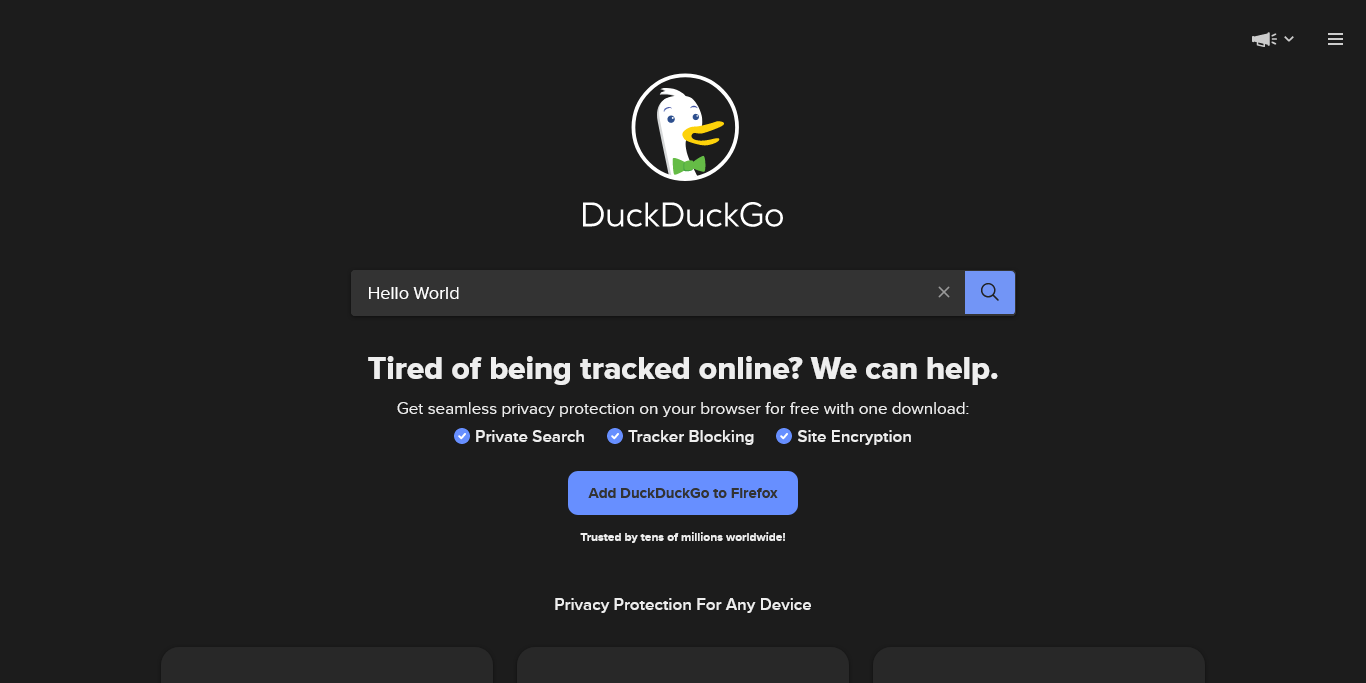 DuckDuckGo
Hello World
Tired of being tracked online? We can help.
Get seamless privacy protection on your browser for free with one download:
Private Search Tracker Blocking Site Encryption
Add DuckDuckGo to Firefox
Trusted by tens of millions worldwide!
Privacy Protection For Any Device